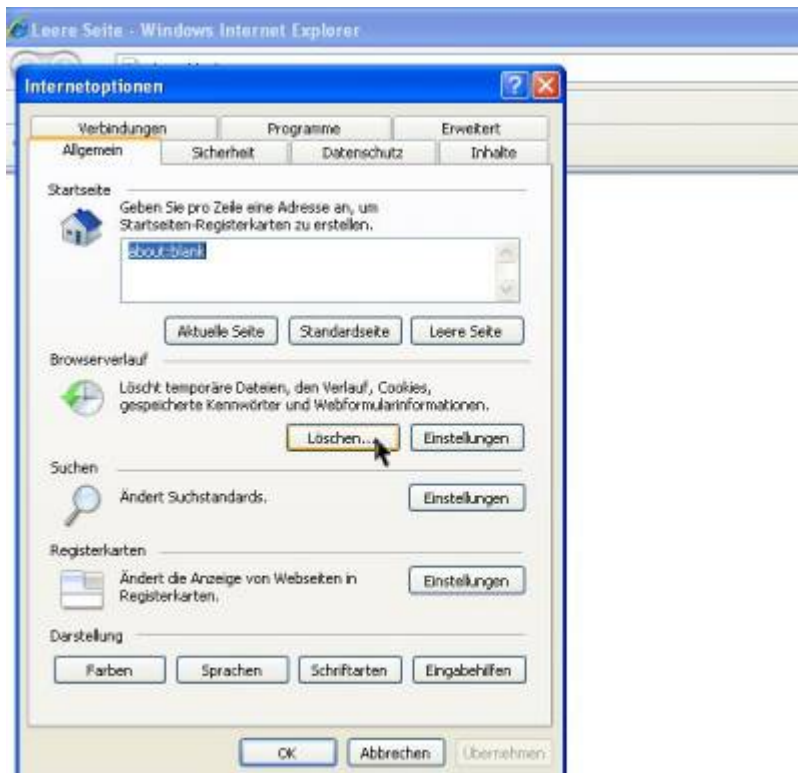 Leere Seite - Windows Internet Explorer
Internetoptionen
Verbindungen Programme Erweitert
Allgemein Sicherheit Datenschutz Inhalte
Startseite
Geben Sie pro Zeile eine Adresse an, um
Startseiten-Registerkarten zu erstellen.
about:blank
Aktuelle Seite Standardseite Leere Seite
Browserverlauf
Löscht temporäre Dateien, den Verlauf, Cookies,
gespeicherte Kennwörter und Webformularinformationen.
Löschen... Einstellungen
Suchen
Ändert Suchstandards. Einstellungen
Registerkarten
Ändert die Anzeige von Webseiten in
Registerkarten.
Einstellungen
Darstellung
Farben Sprachen Schriftarten Eingabehilfen
OK Abbrechen Übernehmen